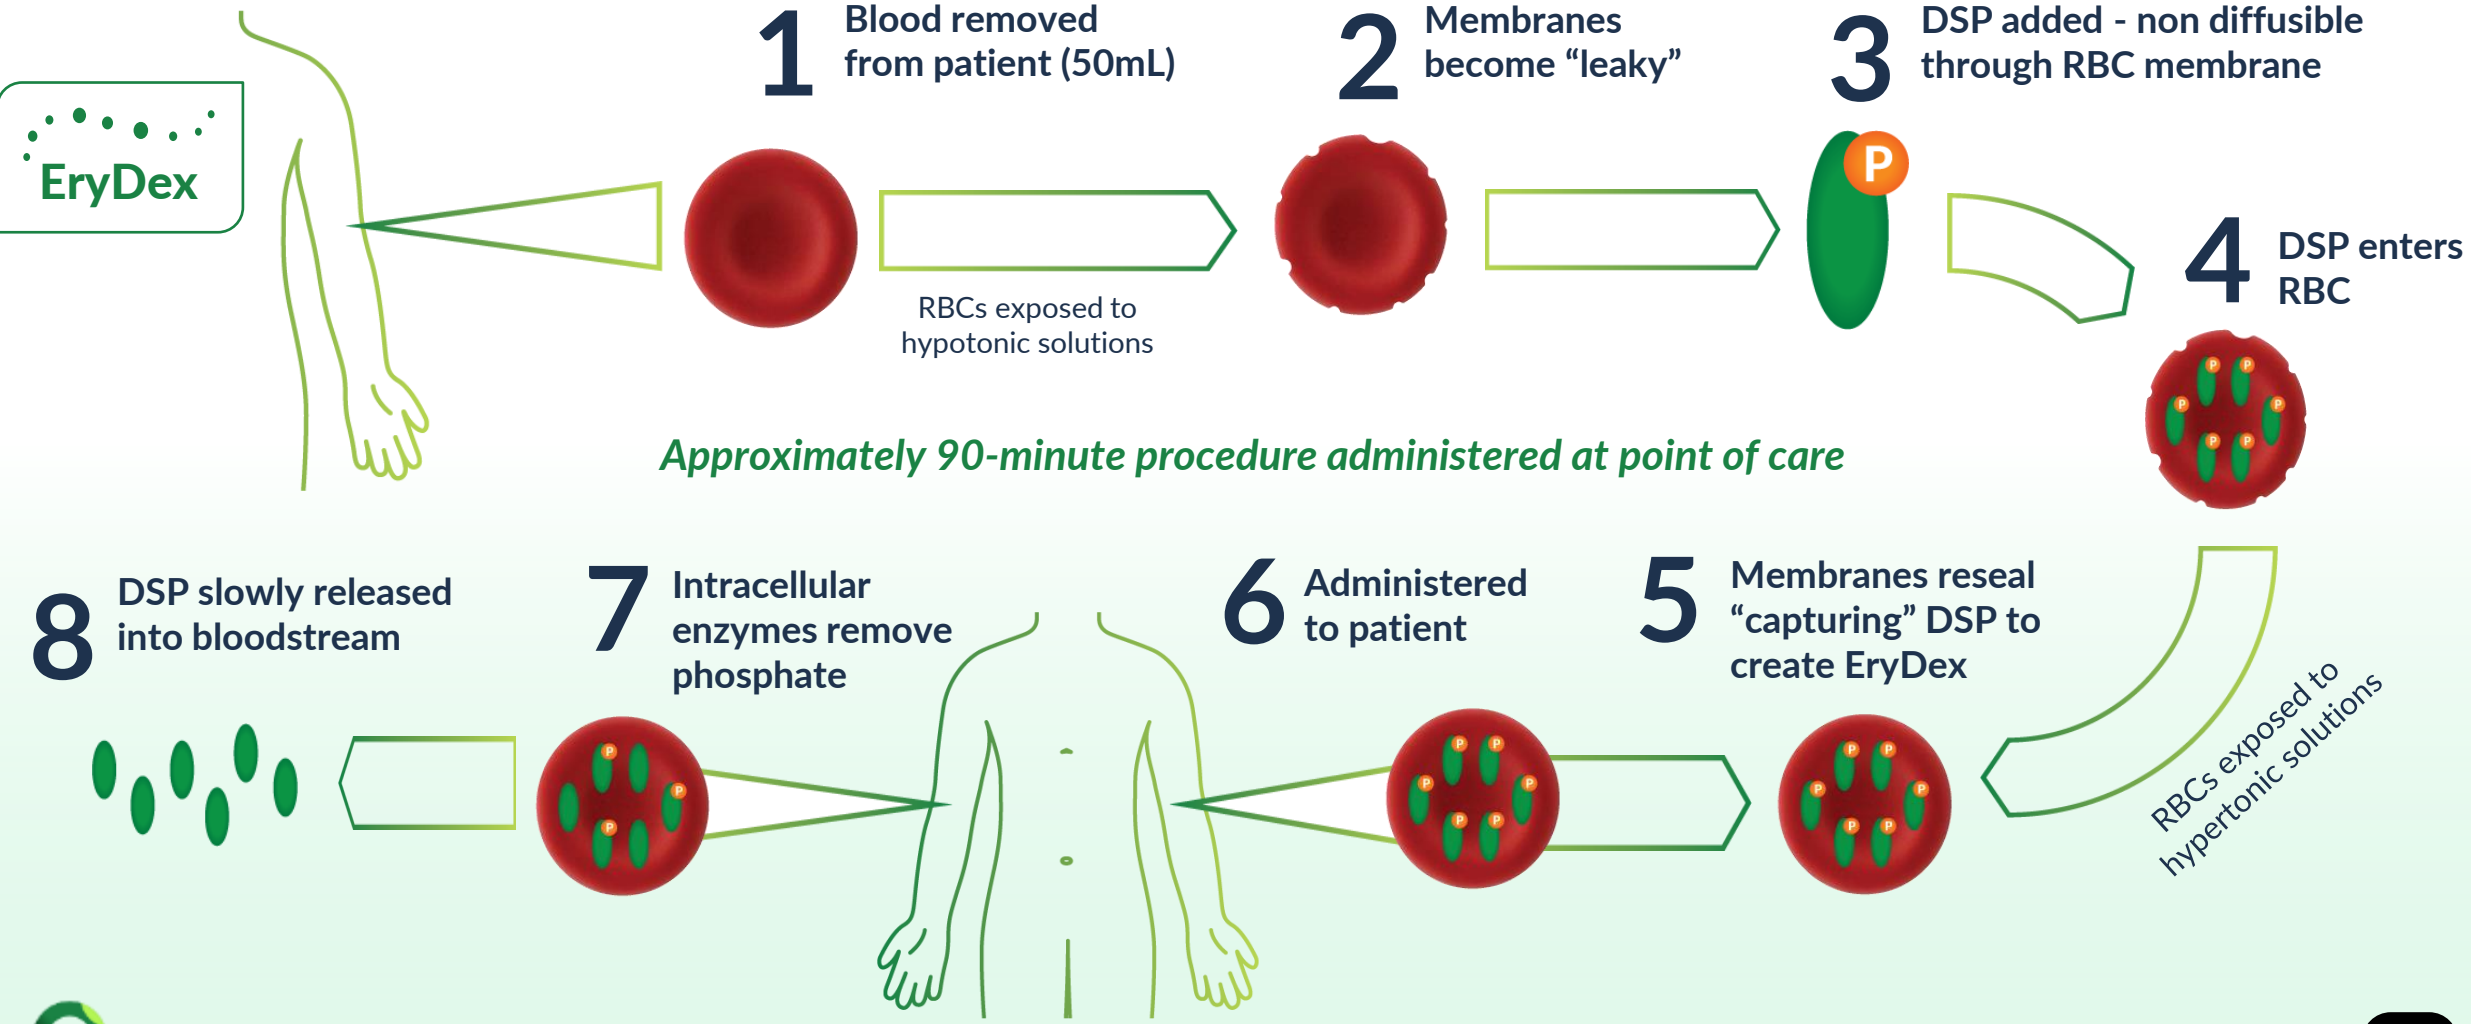 EryDex
1
Blood removed
from patient (50mL)
RBCs exposed to
hypotonic solutions
2
Membranes
become “leaky”
3
DSP added - non diffusible
through RBC membrane
P
4
DSP enters
RBC
P P
P P
P P
Approximately 90-minute procedure administered at point of care
RBCs exposed to
hypertonic solutions
5
Membranes reseal
“capturing” DSP to
create EryDex
P P
P P
P P
6
Administered
to patient
P P
P P
P P
7
Intracellular
enzymes remove
phosphate
P
P
P
8
DSP slowly released
into bloodstream